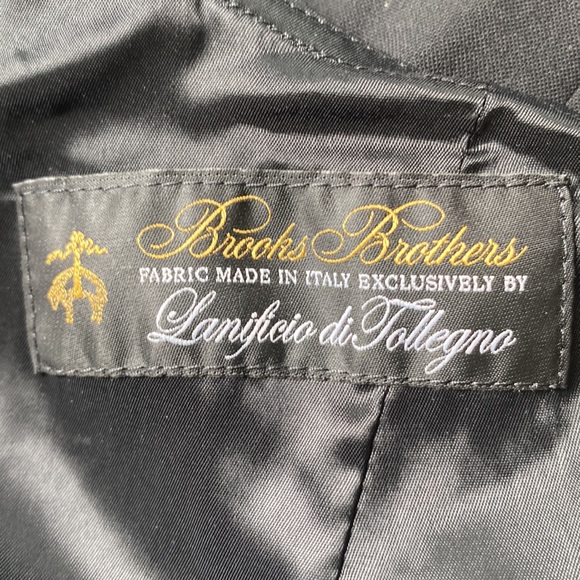 Brooks Brothers
FABRIC MADE IN ITALY EXCLUSIVELY BY
Lanificio di Tollegno